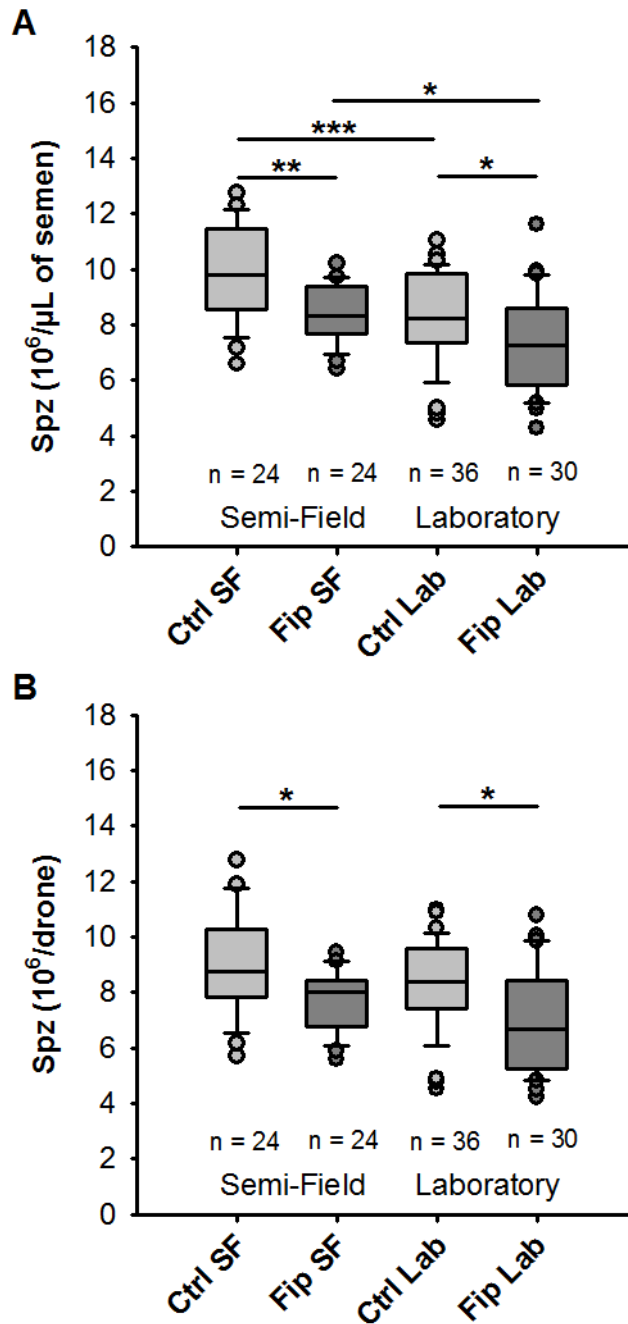 A
18
16
14
12
10
8
6
4
2
0
Spz (10⁶/µL of semen)
*
***
**
*
n = 24 n = 24 n = 36 n = 30
Semi-Field Laboratory
Ctrl SF Fip SF Ctrl Lab Fip Lab
B
18
16
14
12
10
8
6
4
2
0
Spz (10⁶/drone)
* *
n = 24 n = 24 n = 36 n = 30
Semi-Field Laboratory
Ctrl SF Fip SF Ctrl Lab Fip Lab